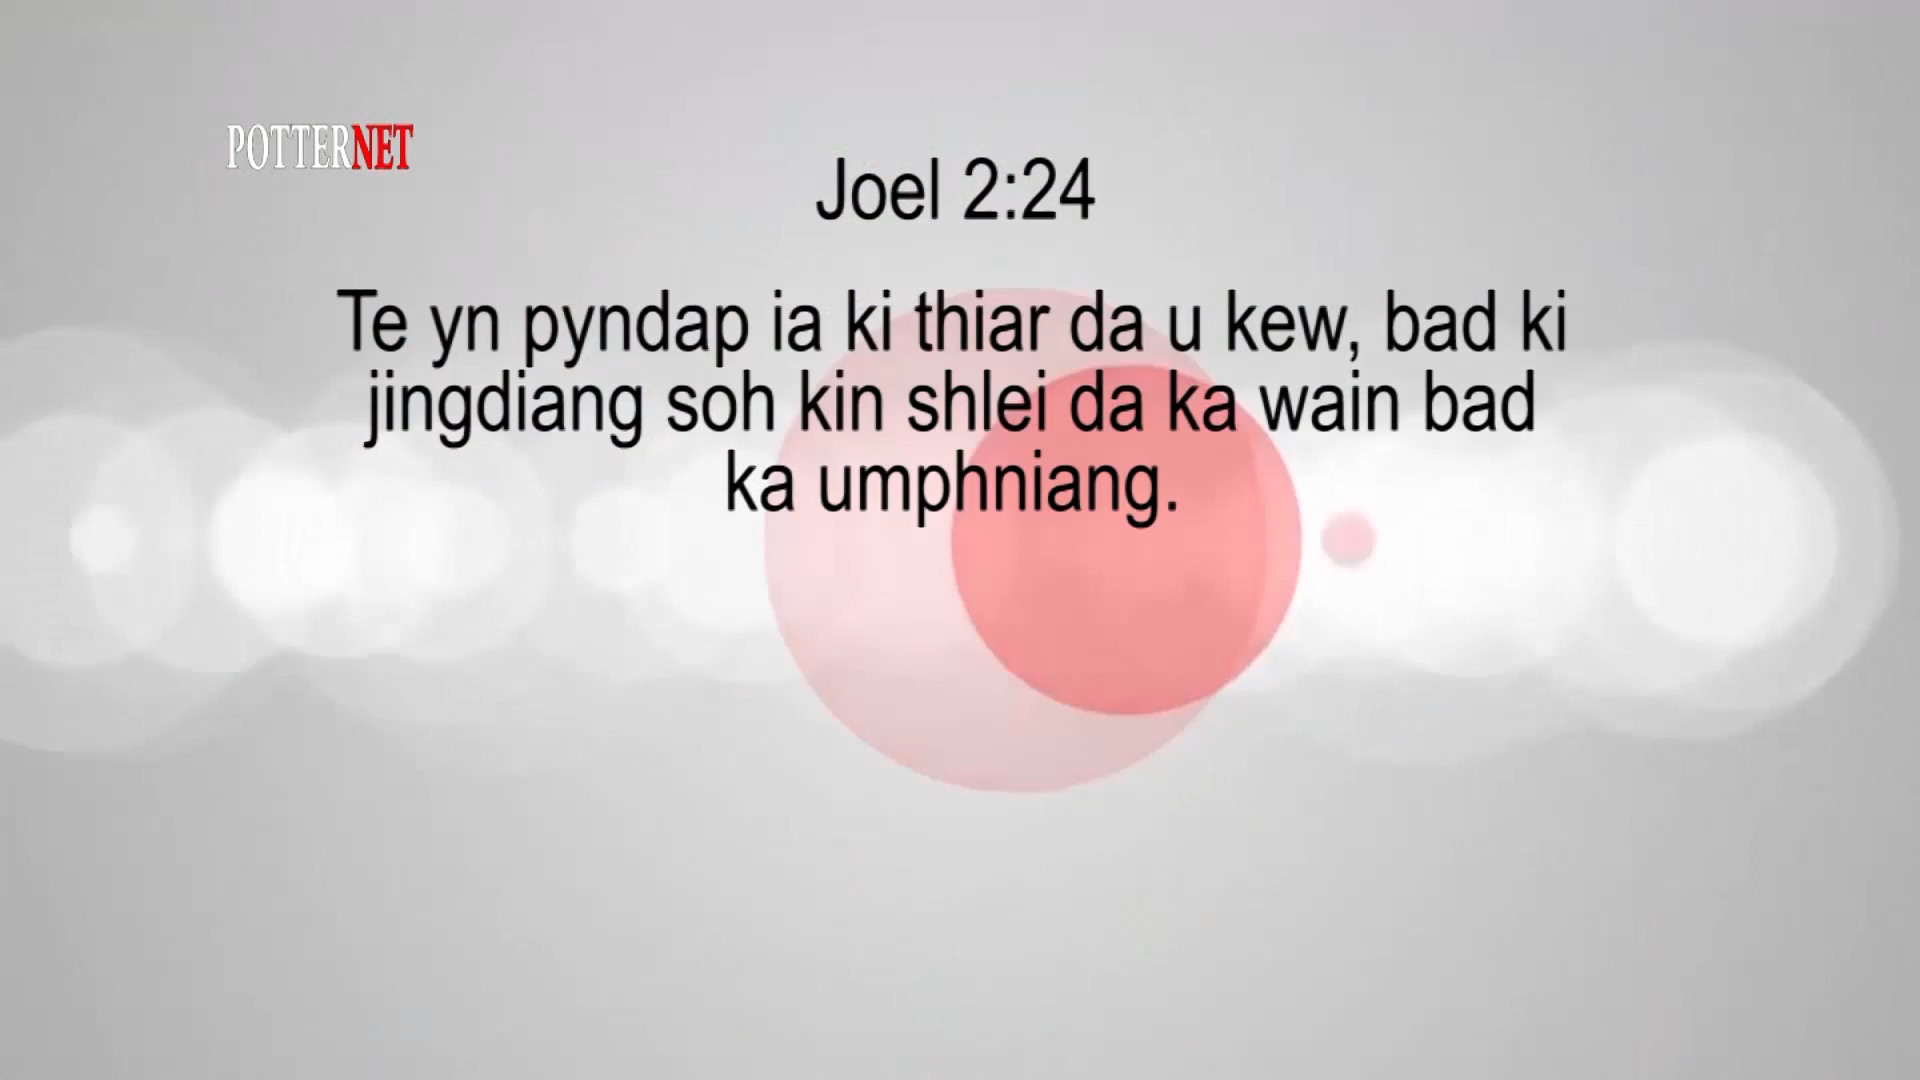 POTTERNET
Joel 2:24
Te yn pyndap ia ki thiar da u kew, bad ki
jingdiang soh kin shlei da ka wain bad
ka umphniang.